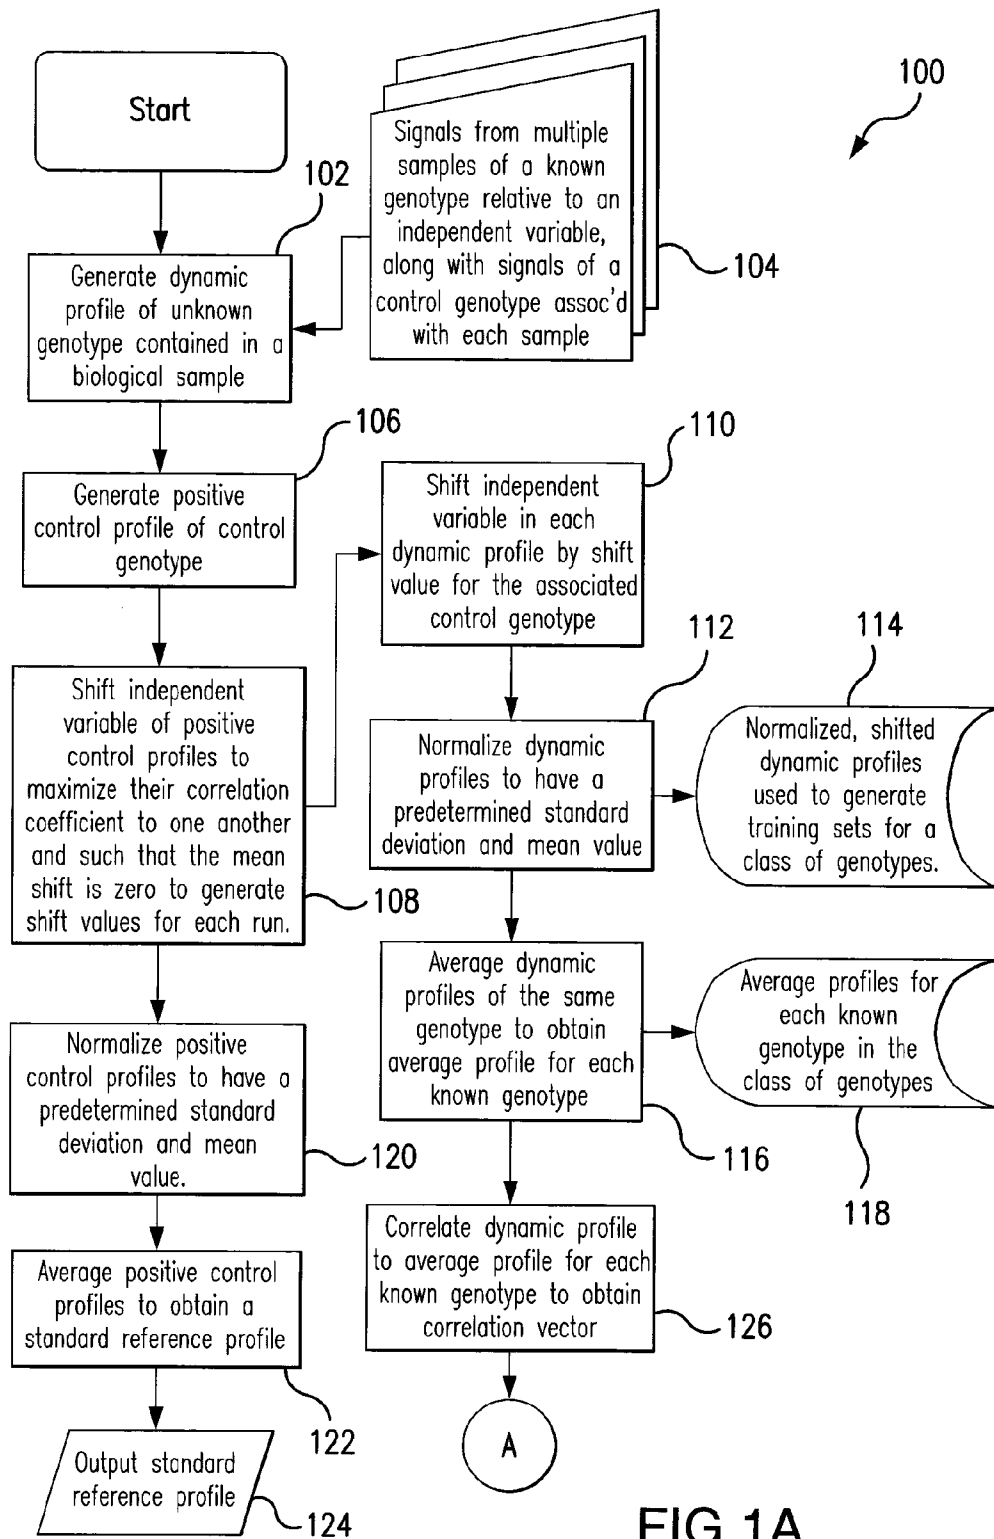 Start
102
Signals from multiple
samples of a known
genotype relative to an
independent variable,
along with signals of a
control genotype assoc'd
with each sample
100
104
Generate dynamic
profile of unknown
genotype contained in a
biological sample
106
Generate positive
control profile of control
genotype
110
Shift independent
variable in each
dynamic profile by shift
value for the associated
control genotype
Shift independent
variable of positive
control profiles to
maximize their correlation
coefficient to one another
and such that the mean
shift is zero to generate
shift values for each run.
108
112
Normalize dynamic
profiles to have a
predetermined standard
deviation and mean value
114
Normalized, shifted
dynamic profiles
used to generate
training sets for a
class of genotypes.
Average dynamic
profiles of the same
genotype to obtain
average profile for each
known genotype
116
Average profiles for
each known
genotype in the
class of genotypes
118
Normalize positive
control profiles to have a
predetermined standard
deviation and mean
value.
120
Correlate dynamic profile
to average profile for each
known genotype to obtain
correlation vector
126
Average positive control
profiles to obtain a
standard reference profile
122
A
Output standard
reference profile
124
FIG.1A